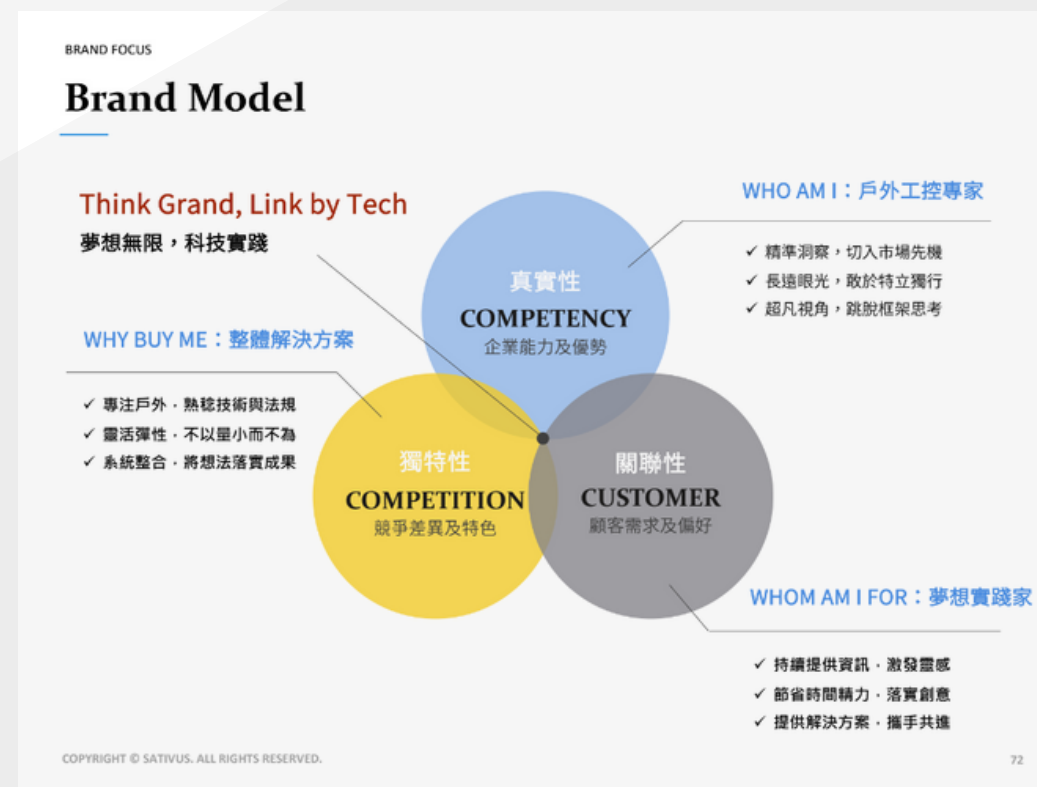 BRAND FOCUS
Brand Model
Think Grand, Link by Tech
夢想無限，科技實踐
WHO AM I：戶外工控專家
✓ 精準洞察，切入市場先機
✓ 長遠眼光，敢於特立獨行
✓ 超凡視角，跳脫框架思考
真實性
COMPETENCY
企業能力及優勢
WHY BUY ME：整體解決方案
✓ 專注戶外．熟稔技術與法規
✓ 靈活彈性．不以量小而不為
✓ 系統整合．將想法落實成果
獨特性
COMPETITION
競爭差異及特色
關聯性
CUSTOMER
顧客需求及偏好
WHOM AM I FOR：夢想實踐家
✓ 持續提供資訊．激發靈感
✓ 節省時間精力．落實創意
✓ 提供解決方案．攜手共進
COPYRIGHT © SATIVUS. ALL RIGHTS RESERVED.
72